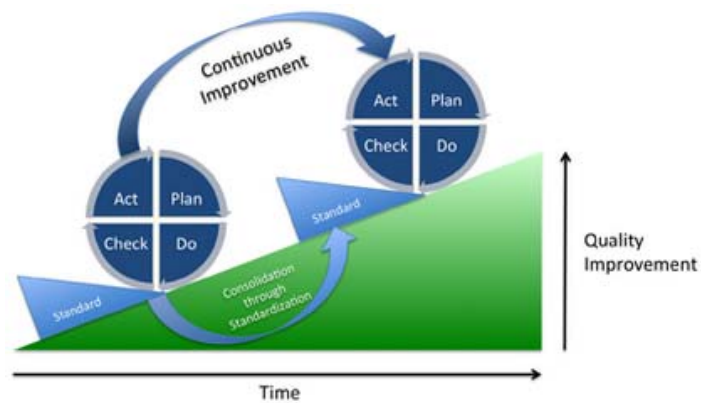 Continuous
Improvement
Act
Plan
Check
Do
Act
Plan
Check
Do
Standard
Standard
Consolidation
through
Standardization
Quality
Improvement
Time